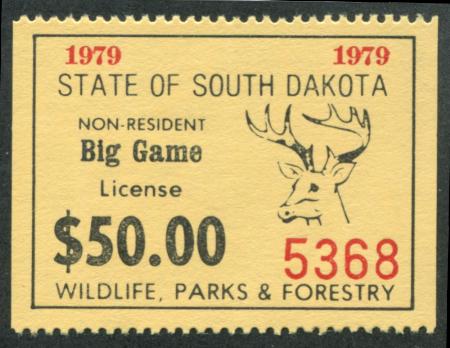 1979 1979
STATE OF SOUTH DAKOTA
NON-RESIDENT
Big Game
License
$50.00
5368
WILDLIFE, PARKS & FORESTRY